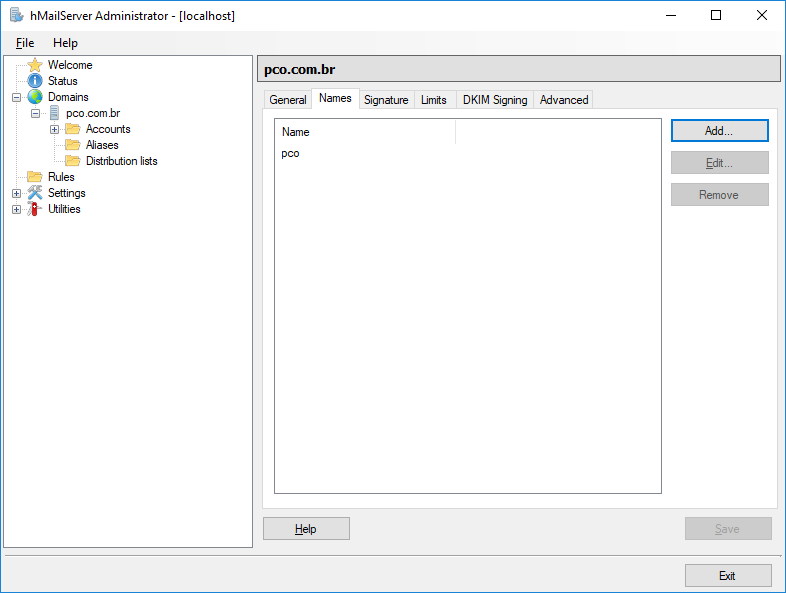 hMailServer Administrator - [localhost]
File Help
Welcome
Status
Domains
pco.com.br
Accounts
Aliases
Distribution lists
Rules
Settings
Utilities
pco.com.br
General Names Signature Limits DKIM Signing Advanced
Name
pco
Add...
Edit...
Remove
Help
Save
Exit